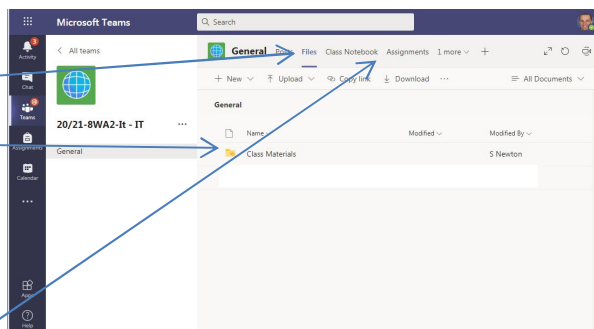 Microsoft Teams
Search
3
Activity
Chat
Teams
Assignments
Calendar
Apps
Help
All teams
20/21-8WA2-It - IT
General
General Posts Files Class Notebook Assignments 1 more
New Upload Copy link Download All Documents
General
Name Modified Modified By
Class Materials S Newton